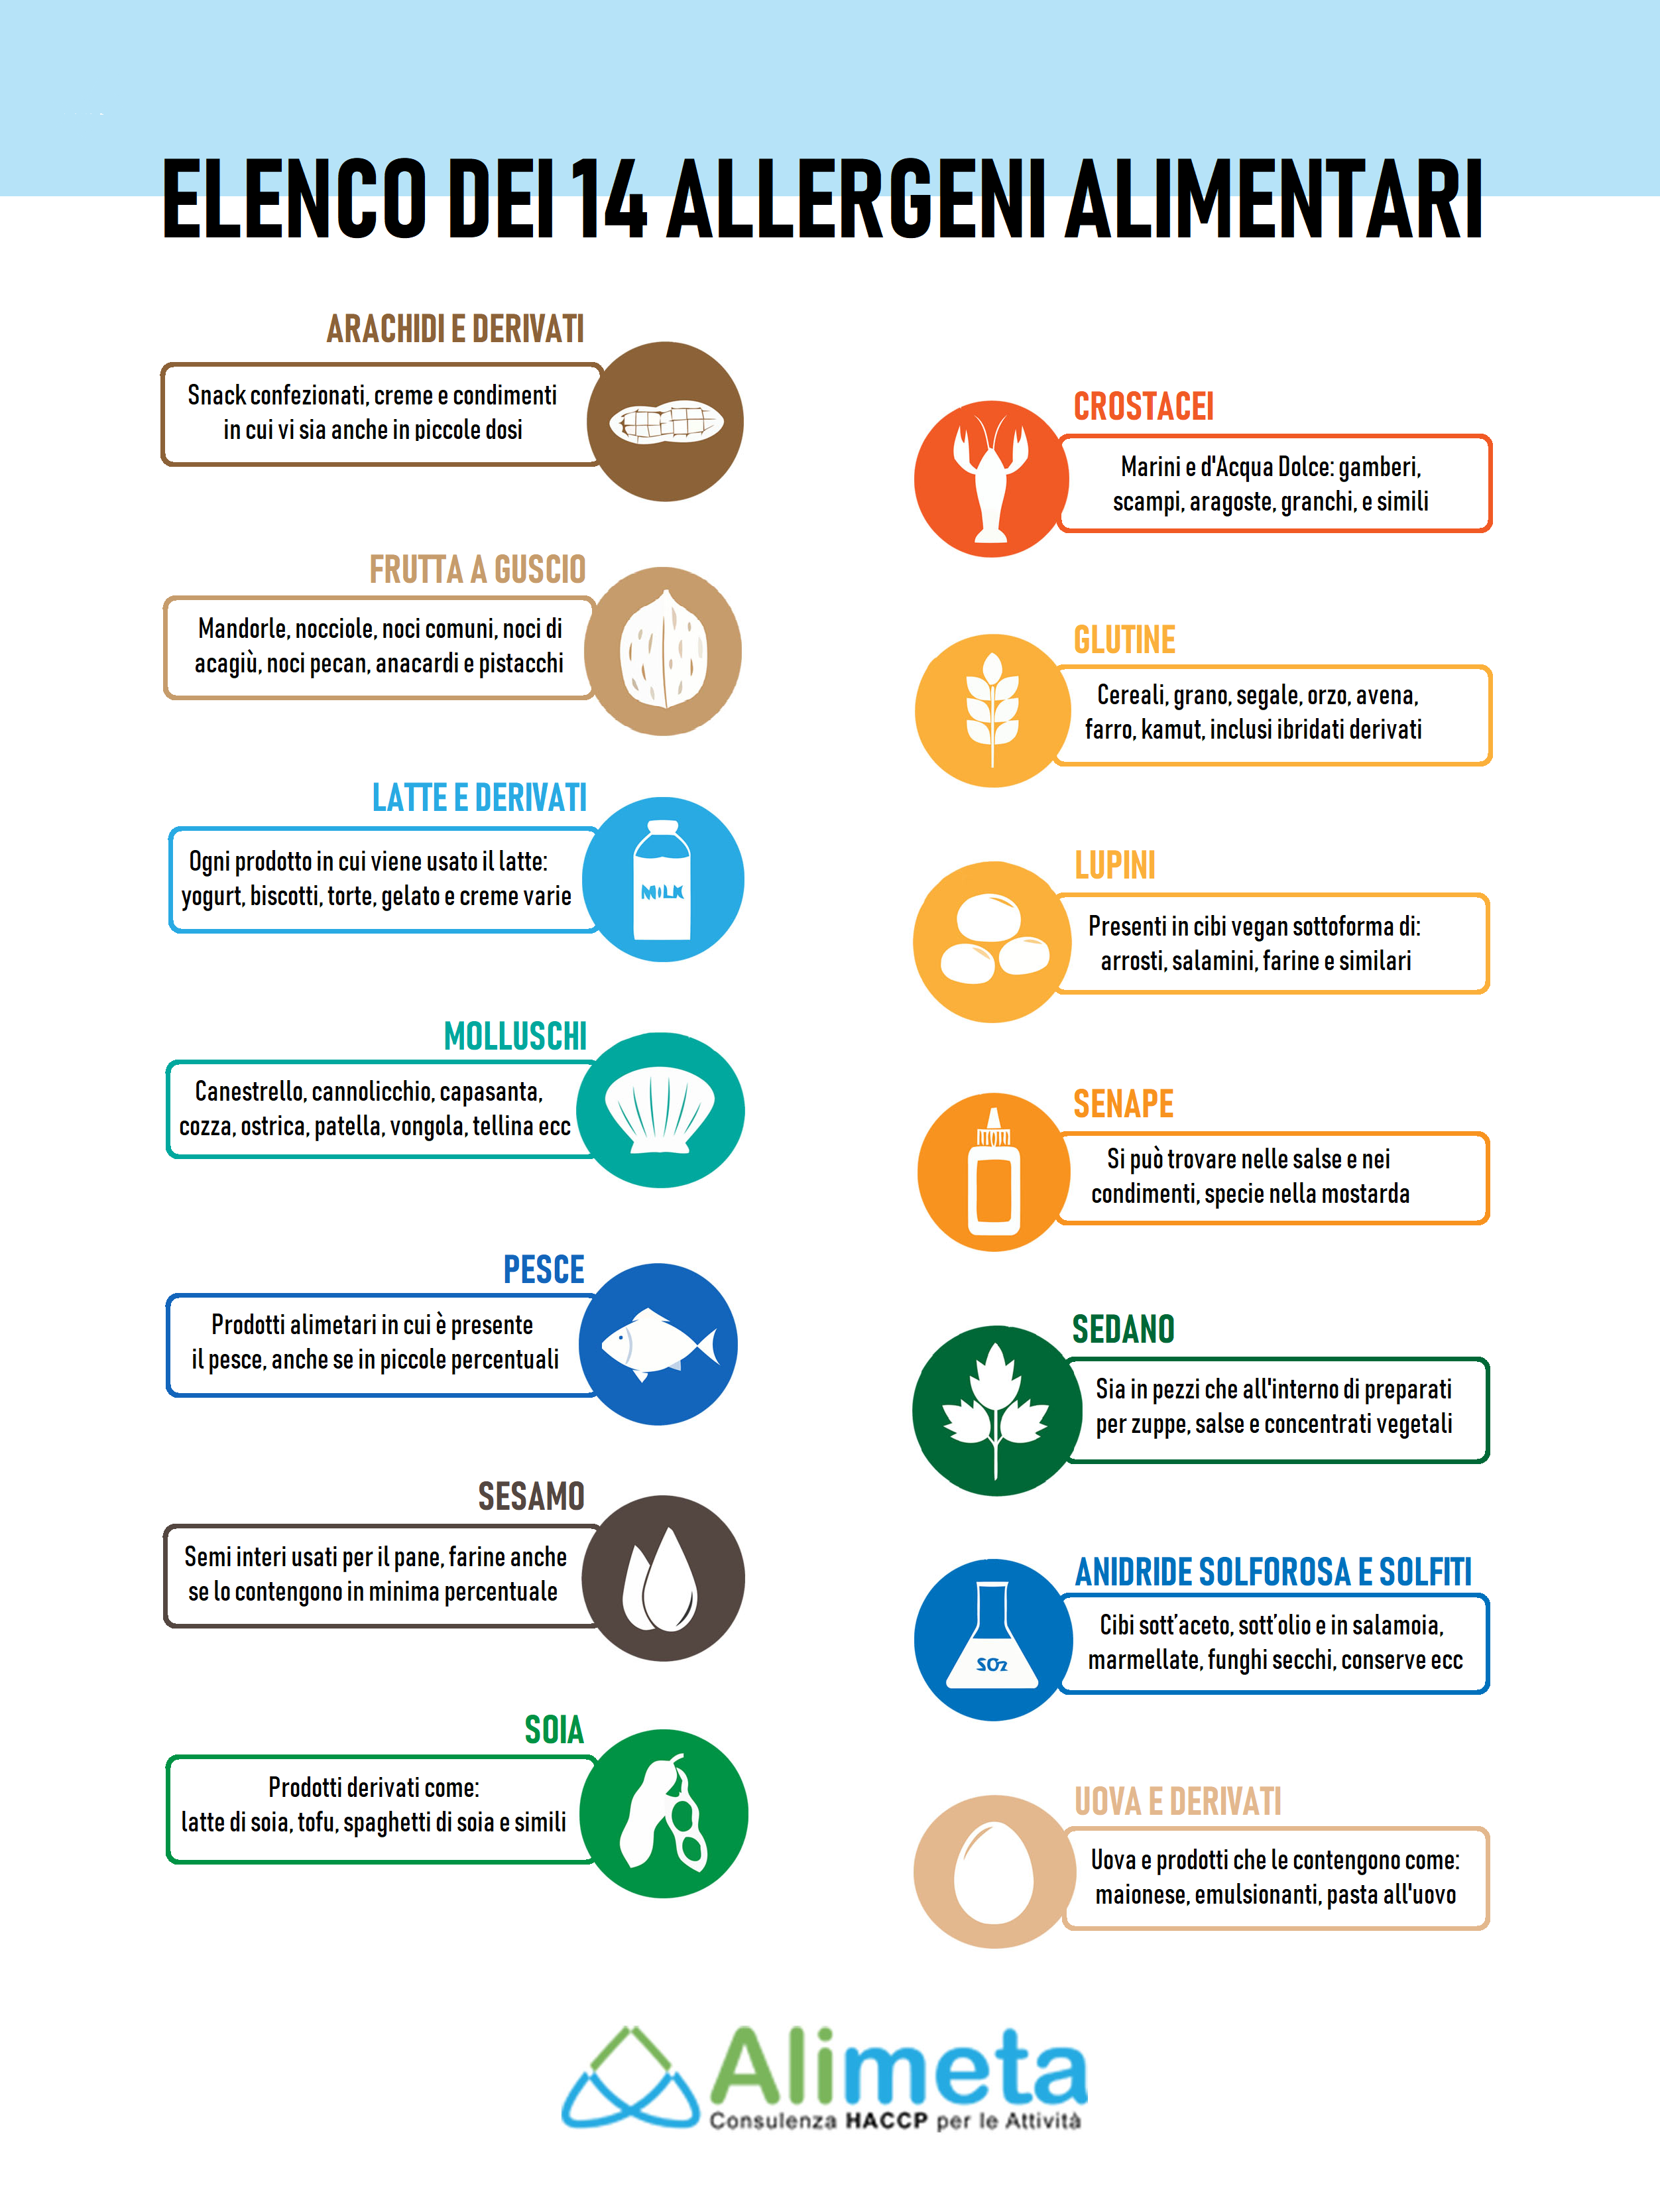 ELENCO DEI 14 ALLERGENI ALIMENTARI
ARACHIDI E DERIVATI
Snack confezionati, creme e condimenti
in cui vi sia anche in piccole dosi
FRUTTA A GUSCIO
Mandorle, nocciole, noci comuni, noci di
acagiù, noci pecan, anacardi e pistacchi
LATTE E DERIVATI
Ogni prodotto in cui viene usato il latte:
yogurt, biscotti, torte, gelato e creme varie
MILK
MOLLUSCHI
Canestrello, cannolicchio, capasanta,
cozza, ostrica, patella, vongola, tellina ecc
PESCE
Prodotti alimetari in cui è presente
il pesce, anche se in piccole percentuali
SESAMO
Semi interi usati per il pane, farine anche
se lo contengono in minima percentuale
SOIA
Prodotti derivati come:
latte di soia, tofu, spaghetti di soia e simili
CROSTACEI
Marini e d'Acqua Dolce: gamberi,
scampi, aragoste, granchi, e simili
GLUTINE
Cereali, grano, segale, orzo, avena,
farro, kamut, inclusi ibridati derivati
LUPINI
Presenti in cibi vegan sottoforma di:
arrosti, salamini, farine e similari
SENAPE
Si può trovare nelle salse e nei
condimenti, specie nella mostarda
SEDANO
Sia in pezzi che all'interno di preparati
per zuppe, salse e concentrati vegetali
ANIDRIDE SOLFOROSA E SOLFITI
Cibi sott’aceto, sott’olio e in salamoia,
marmellate, funghi secchi, conserve ecc
SO2
UOVA E DERIVATI
Uova e prodotti che le contengono come:
maionese, emulsionanti, pasta all'uovo
Alimeta
Consulenza HACCP per le Attività